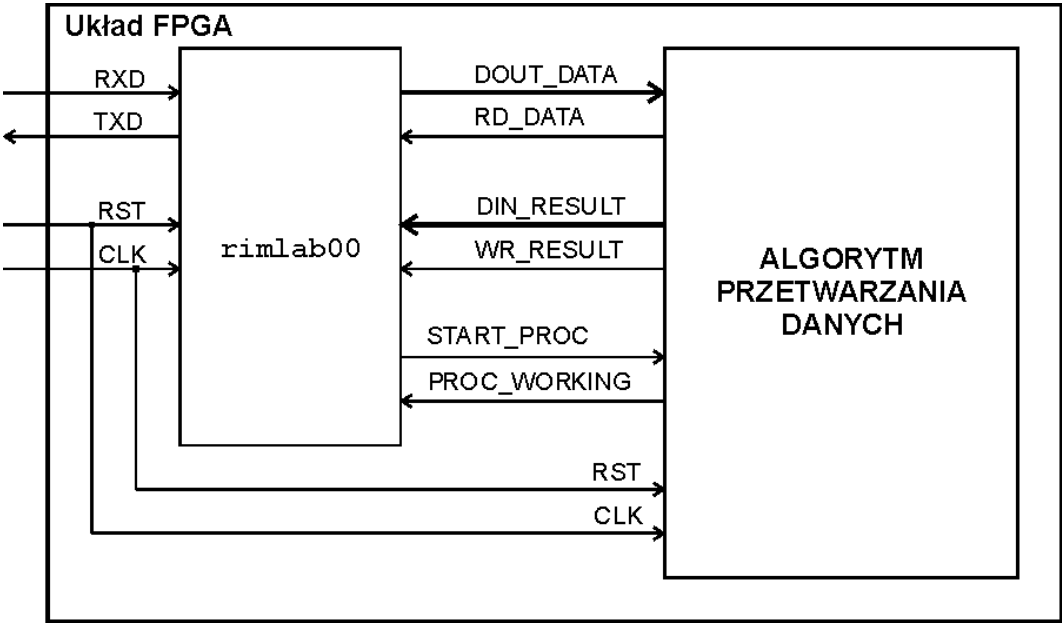 Układ FPGA
RXD
TXD
RST
CLK
rimlab00
DOUT_DATA
RD_DATA
DIN_RESULT
WR_RESULT
START_PROC
PROC_WORKING
RST
CLK
ALGORYTM
PRZETWARZANIA
DANYCH